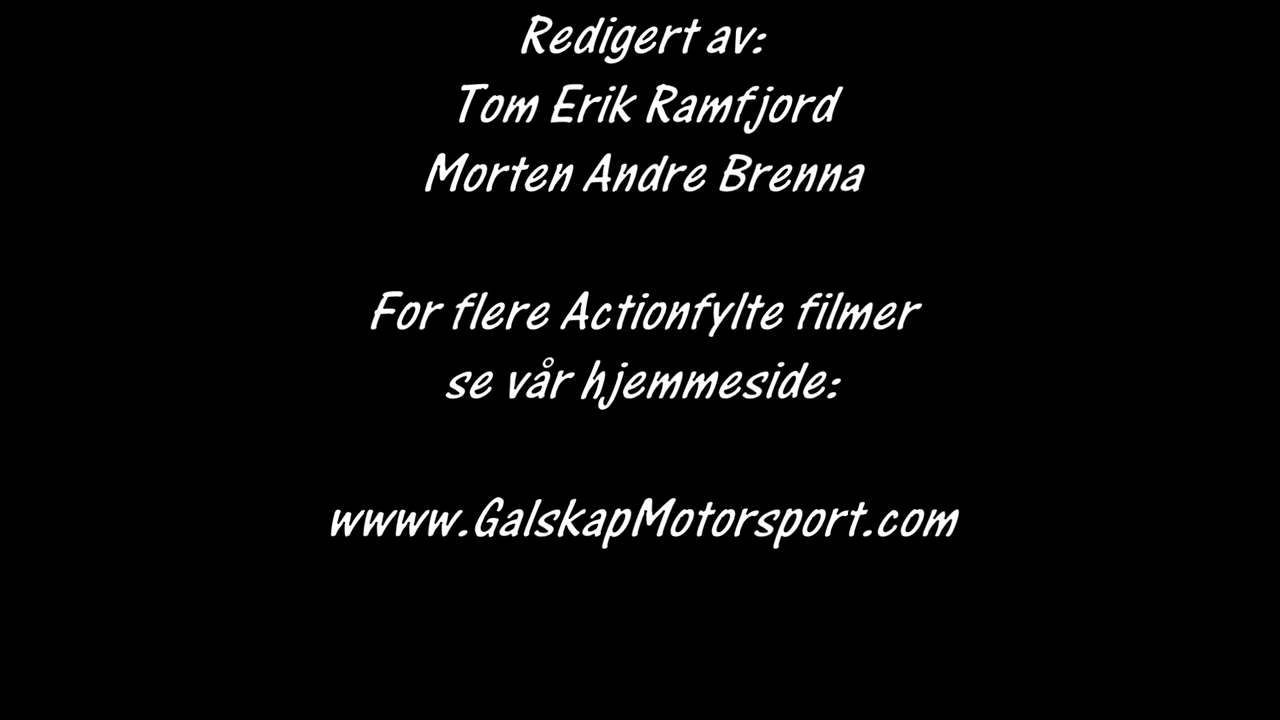 Redigert av:
Tom Erik Ramfjord
Morten Andre Brenna
For flere Actionfylte filmer
se vår hjemmeside:
wwww.GalskapMotorsport.com